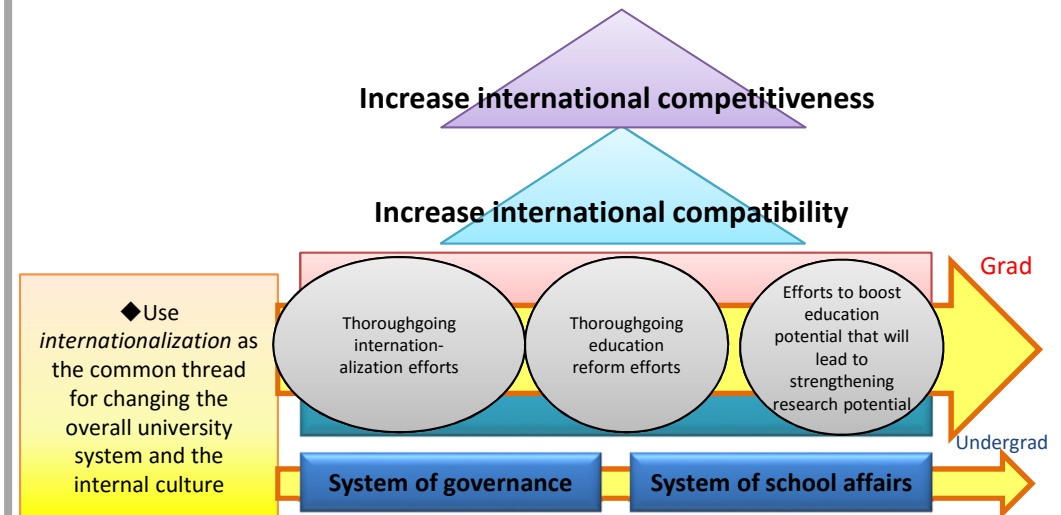 Increase international competitiveness
Increase international compatibility
Grad
◆Use
internationalization as
the common thread
for changing the
overall university
system and the
internal culture
Thoroughgoing
internation-
alization efforts
Thoroughgoing
education
reform efforts
Efforts to boost
education
potential that will
lead to
strengthening
research potential
Undergrad
System of governance
System of school affairs